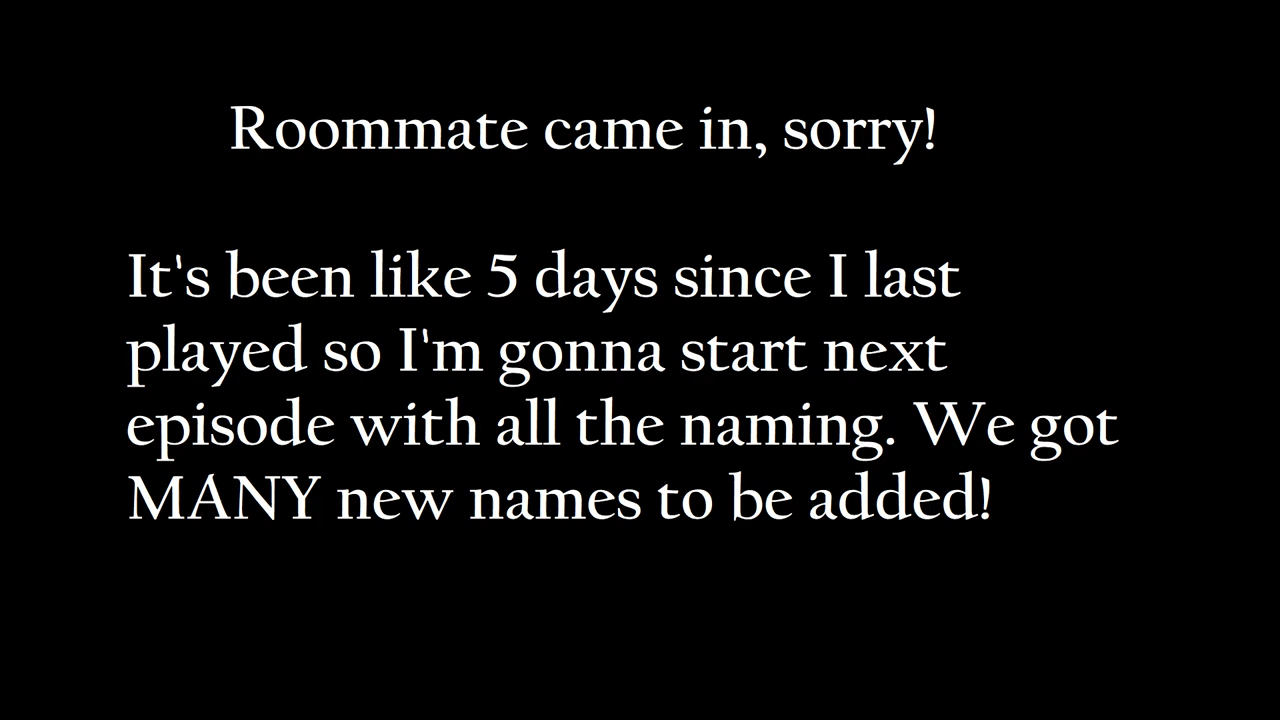 Roommate came in, sorry!
It's been like 5 days since I last
played so I'm gonna start next
episode with all the naming. We got
MANY new names to be added!